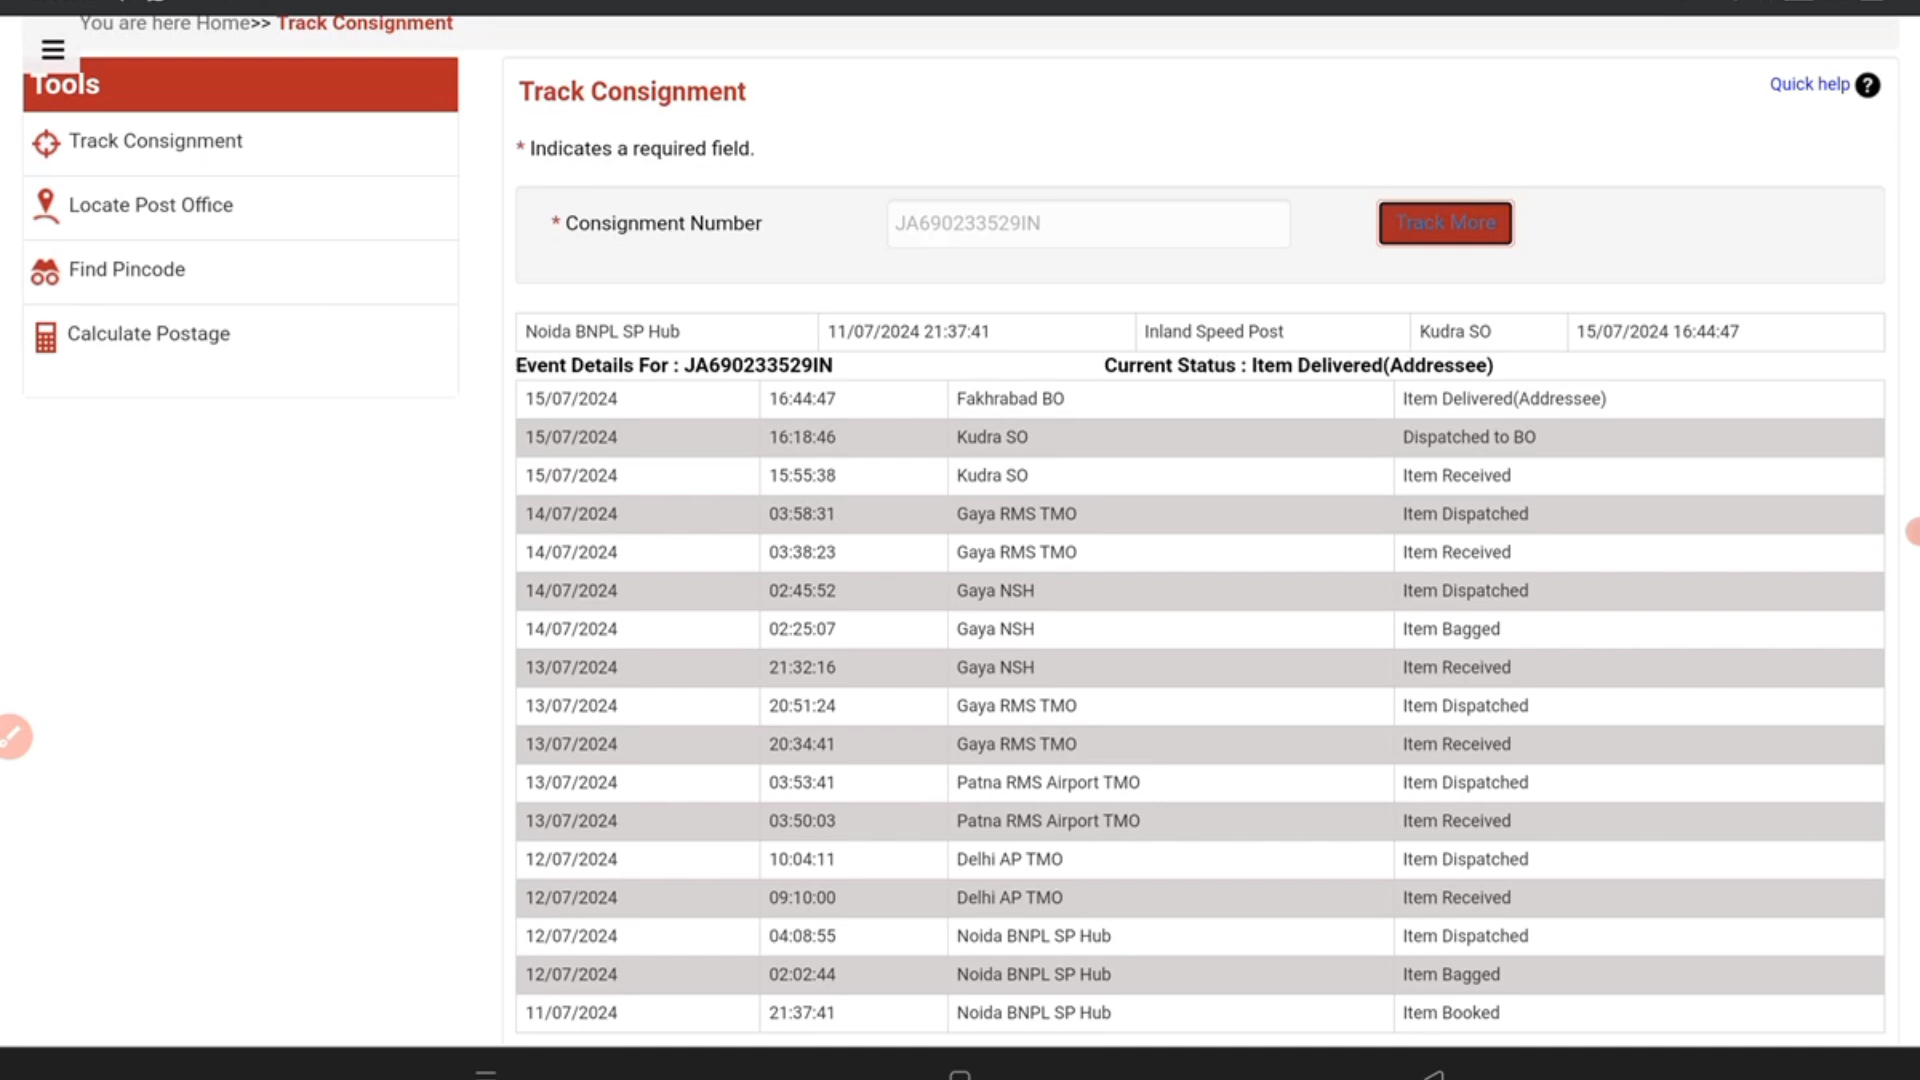 You are here Home>> Track Consignment
Tools
Track Consignment
Locate Post Office
Find Pincode
Calculate Postage
Track Consignment
Quick help ?
* Indicates a required field.
* Consignment Number JA690233529IN Track More
Noida BNPL SP Hub 11/07/2024 21:37:41 Inland Speed Post Kudra SO 15/07/2024 16:44:47
Event Details For : JA690233529IN Current Status : Item Delivered(Addressee)
15/07/2024 16:44:47 Fakhrabad BO Item Delivered(Addressee)
15/07/2024 16:18:46 Kudra SO Dispatched to BO
15/07/2024 15:55:38 Kudra SO Item Received
14/07/2024 03:58:31 Gaya RMS TMO Item Dispatched
14/07/2024 03:38:23 Gaya RMS TMO Item Received
14/07/2024 02:45:52 Gaya NSH Item Dispatched
14/07/2024 02:25:07 Gaya NSH Item Bagged
13/07/2024 21:32:16 Gaya NSH Item Received
13/07/2024 20:51:24 Gaya RMS TMO Item Dispatched
13/07/2024 20:34:41 Gaya RMS TMO Item Received
13/07/2024 03:53:41 Patna RMS Airport TMO Item Dispatched
13/07/2024 03:50:03 Patna RMS Airport TMO Item Received
12/07/2024 10:04:11 Delhi AP TMO Item Dispatched
12/07/2024 09:10:00 Delhi AP TMO Item Received
12/07/2024 04:08:55 Noida BNPL SP Hub Item Dispatched
12/07/2024 02:02:44 Noida BNPL SP Hub Item Bagged
11/07/2024 21:37:41 Noida BNPL SP Hub Item Booked